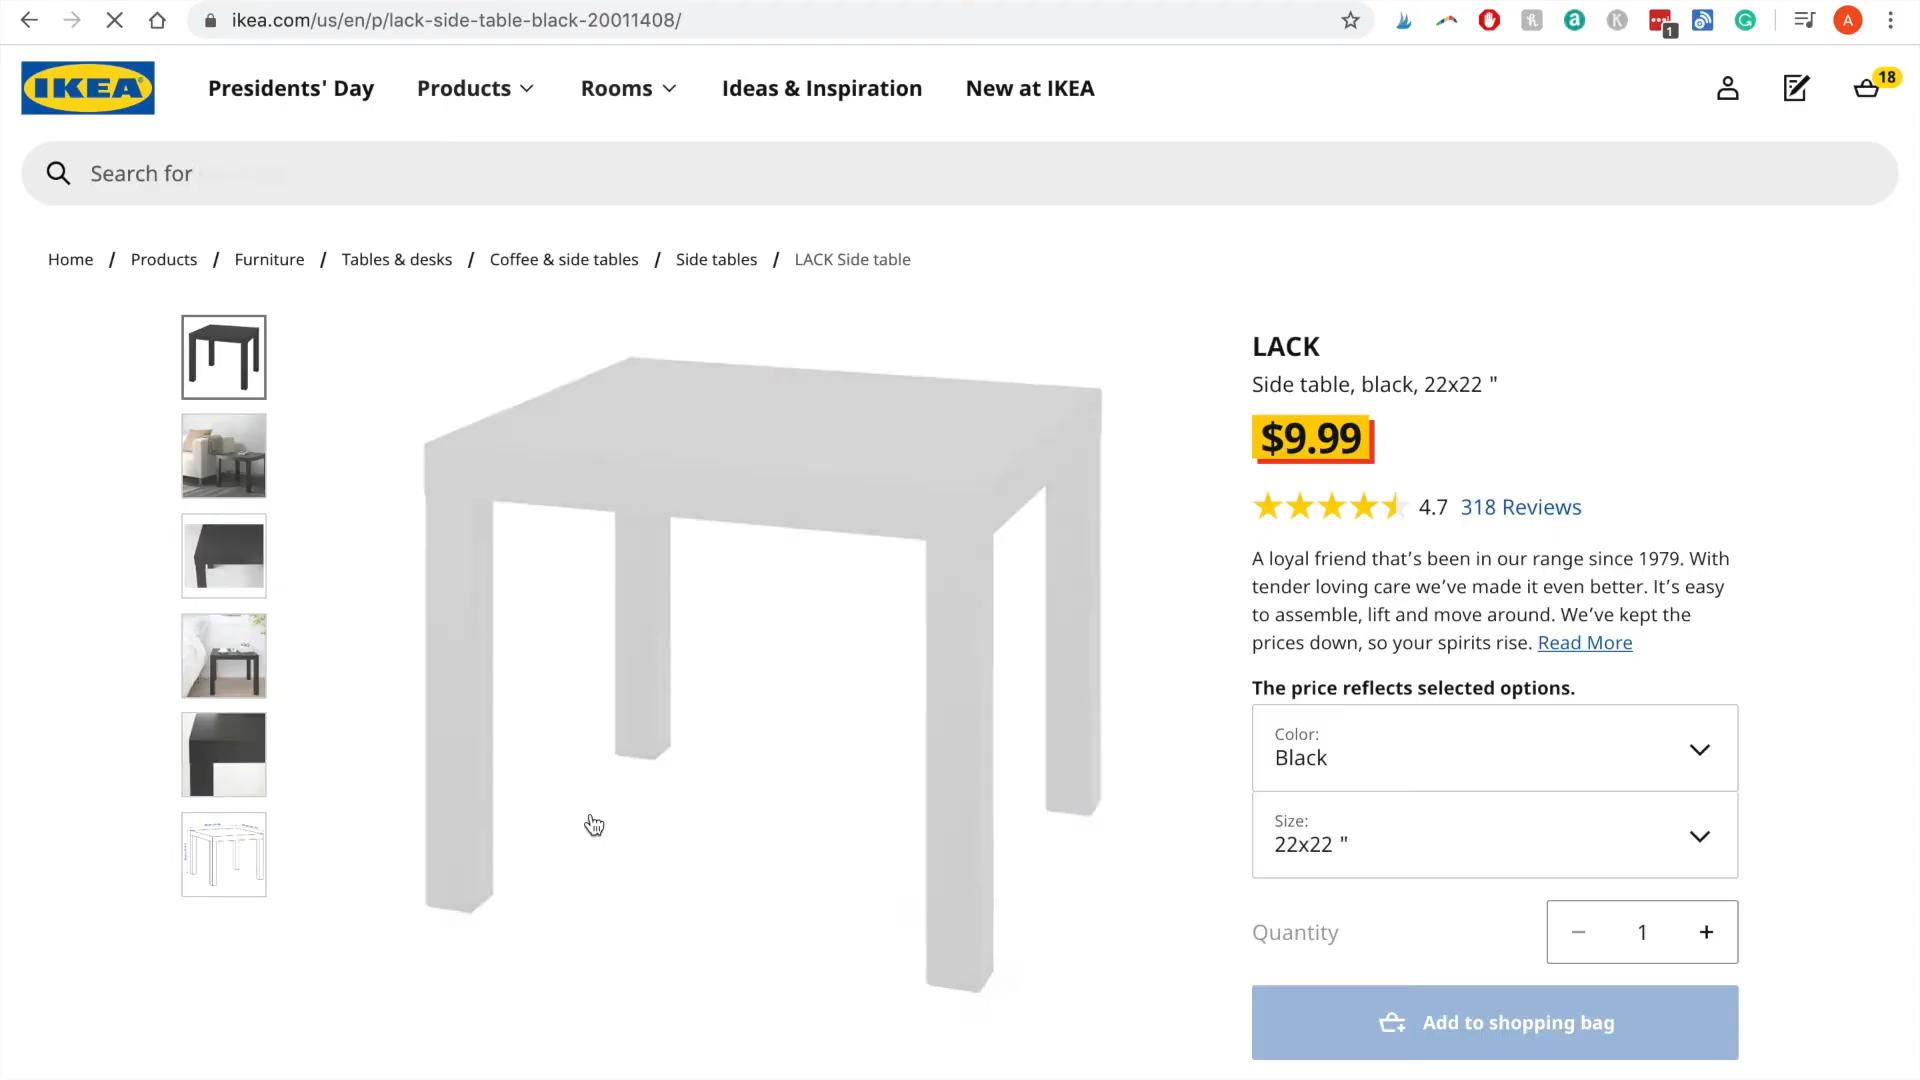 ikea.com/us/en/p/lack-side-table-black-20011408/
1
A
IKEA
Presidents' Day
Products
Rooms
Ideas & Inspiration
New at IKEA
18
Search for
Home / Products / Furniture / Tables & desks / Coffee & side tables / Side tables / LACK Side table
LACK
Side table, black, 22x22 "
$9.99
4.7 318 Reviews
A loyal friend that’s been in our range since 1979. With
tender loving care we’ve made it even better. It’s easy
to assemble, lift and move around. We’ve kept the
prices down, so your spirits rise. Read More
The price reflects selected options.
Color:
Black
Size:
22x22 "
Quantity
− 1 +
Add to shopping bag